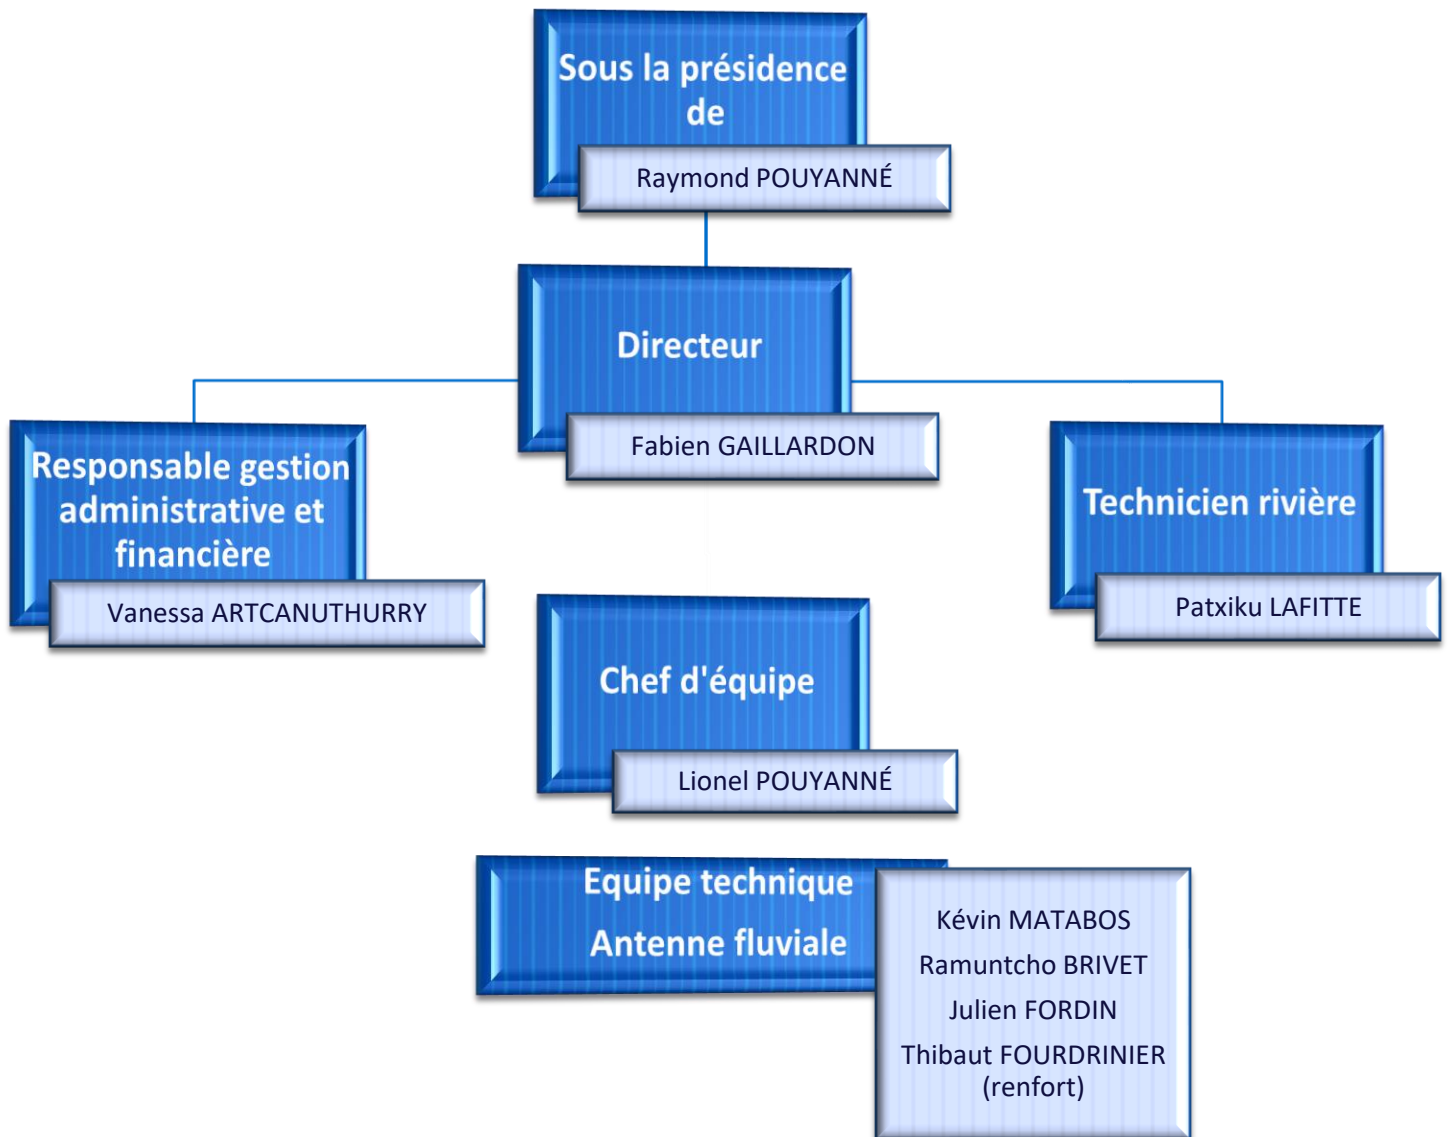 Sous la présidence
de
Raymond POUYANNÉ
Directeur
Fabien GAILLARDON
Responsable gestion
administrative et
financière
Vanessa ARTCANUTHURRY
Technicien rivière
Patxiku LAFITTE
Chef d'équipe
Lionel POUYANNÉ
Equipe technique
Antenne fluviale
Kévin MATABOS
Ramuntcho BRIVET
Julien FORDIN
Thibaut FOURDRINIER
(renfort)